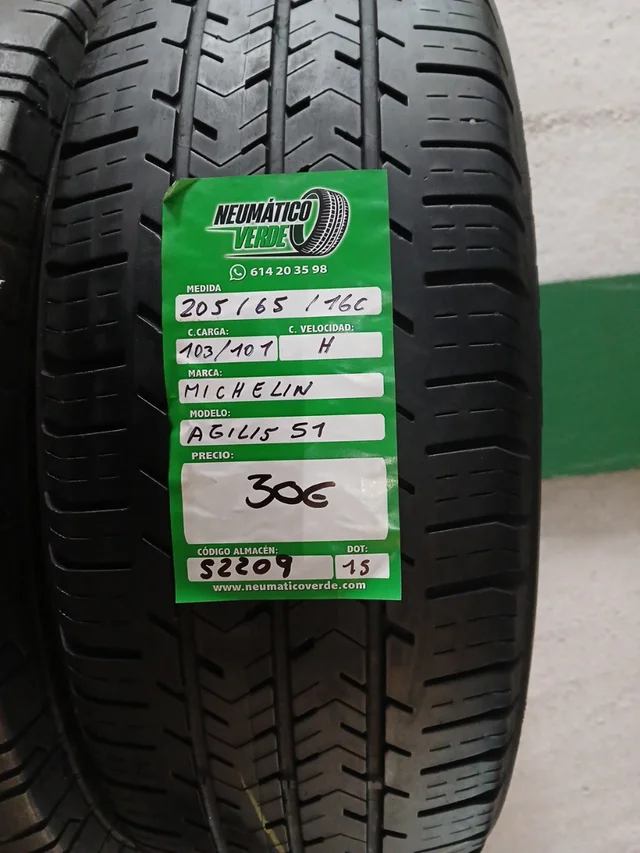 NEUMÁTICO
VERDE
614 20 35 98
MEDIDA
205 / 65 / 16C
C.CARGA: C. VELOCIDAD:
103/101 H
MARCA:
MICHELIN
MODELO:
AGILIS 51
PRECIO:
30€
CÓDIGO ALMACÉN: DOT:
S2209 15
www.neumaticoverde.com